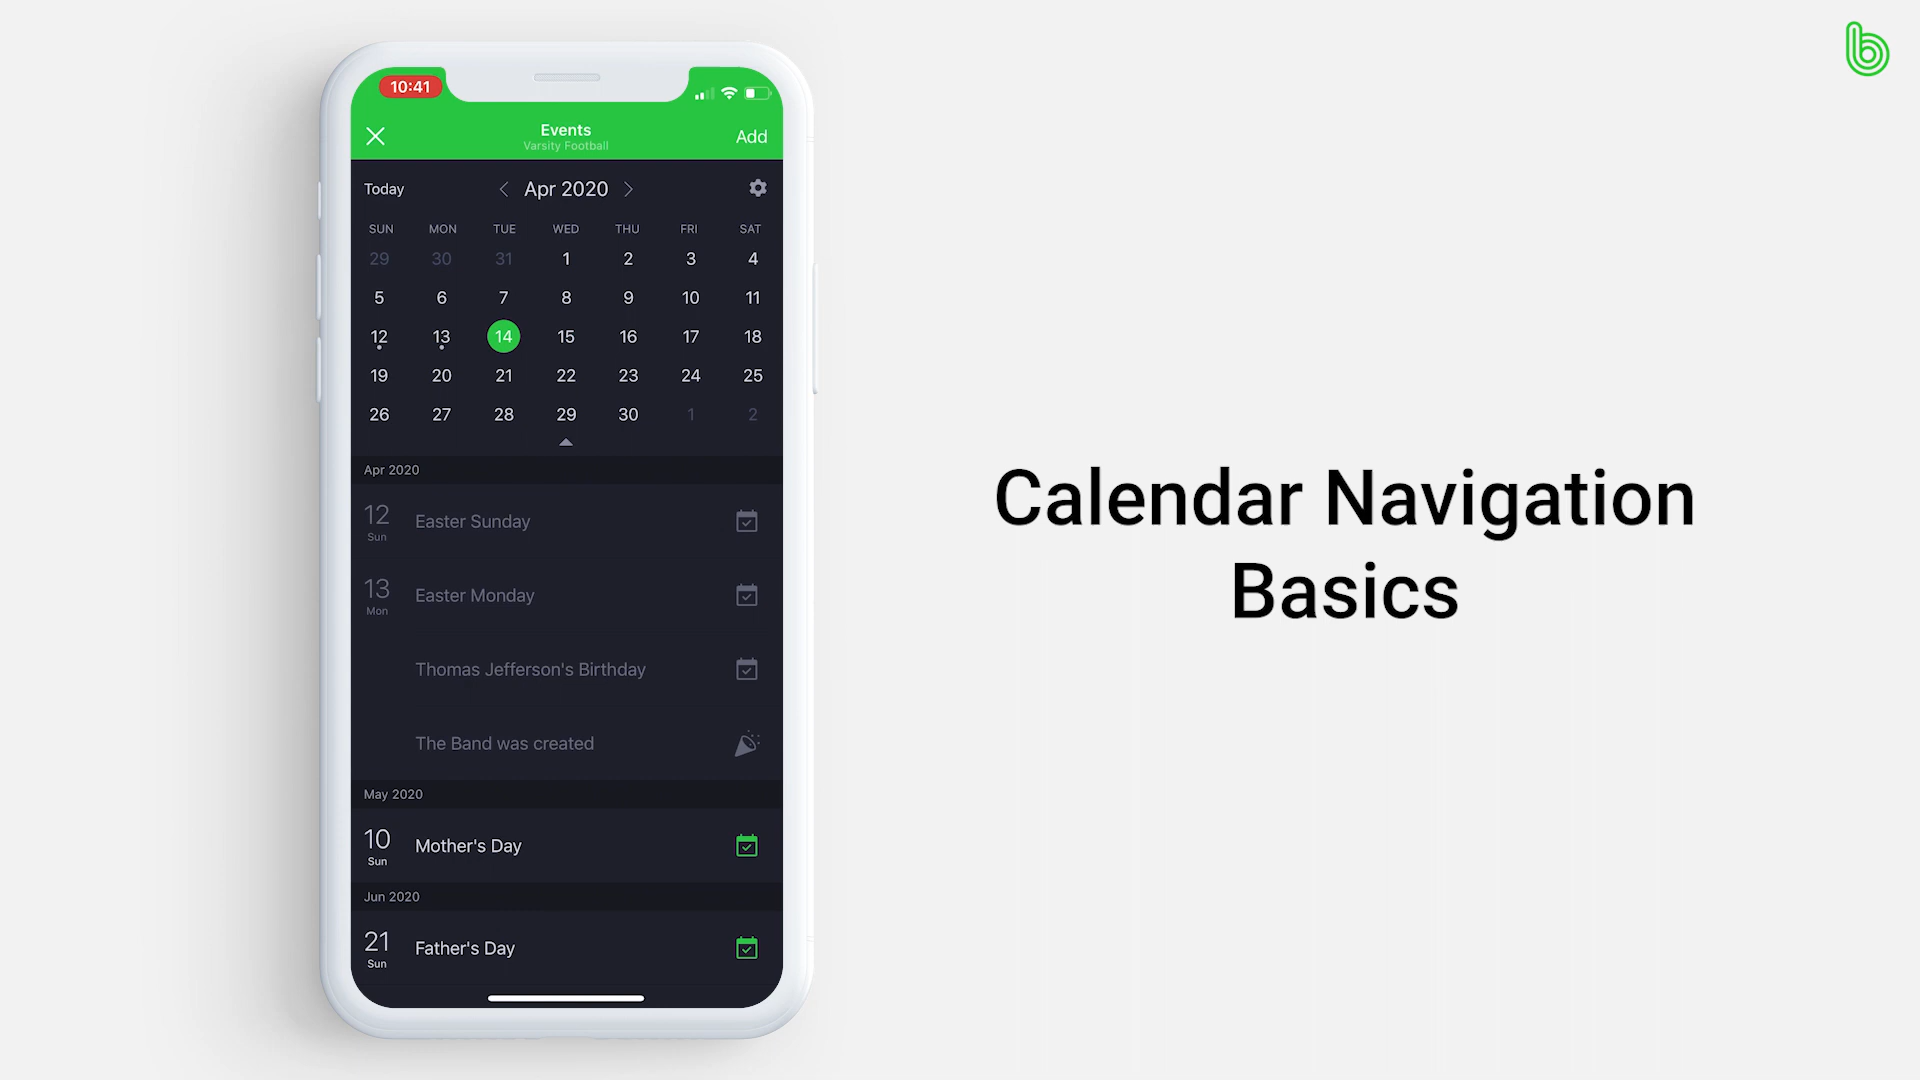 10:41
Events
Varsity Football
Add
Today
< Apr 2020 >
SUN MON TUE WED THU FRI SAT
29 30 31 1 2 3 4
5 6 7 8 9 10 11
12 13 14 15 16 17 18
19 20 21 22 23 24 25
26 27 28 29 30 1 2
Apr 2020
12
Sun
Easter Sunday
13
Mon
Easter Monday
Thomas Jefferson's Birthday
The Band was created
May 2020
10
Sun
Mother's Day
Jun 2020
21
Sun
Father's Day
Calendar Navigation
Basics
b